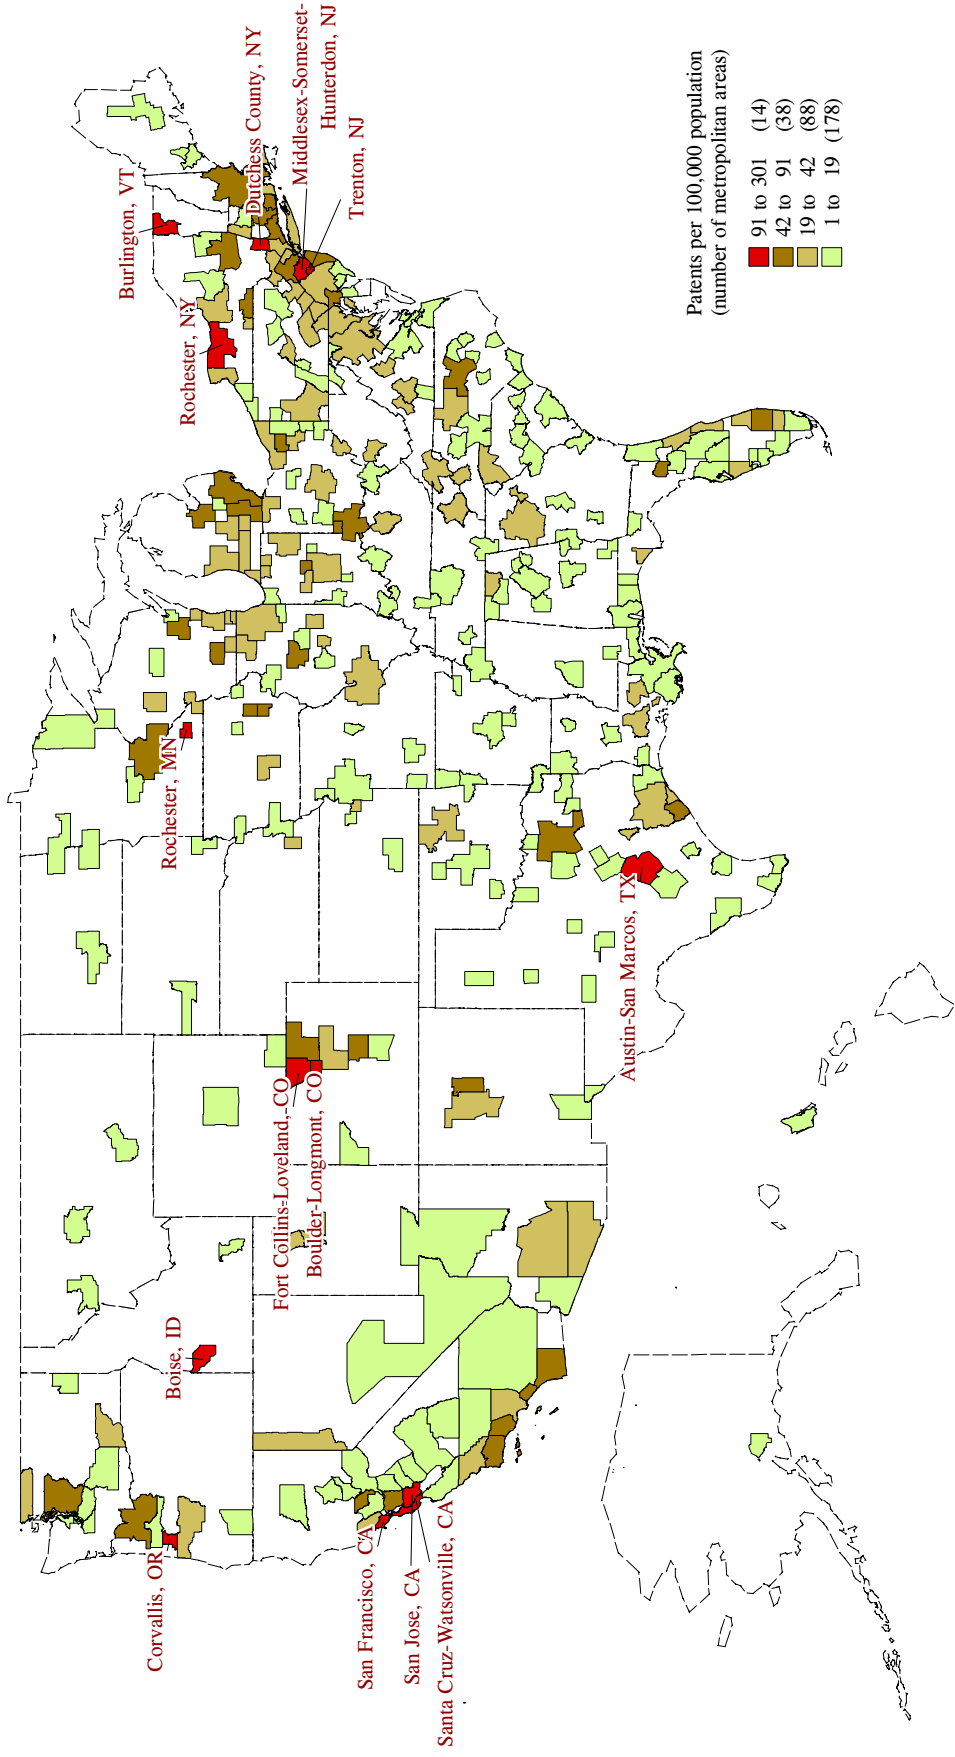 Burlington, VT
Dutchess County, NY
Middlesex-Somerset-
Hunterdon, NJ
Trenton, NJ
Rochester, NY
Rochester, MN
Boise, ID
Corvallis, OR
Fort Collins-Loveland, CO
Boulder-Longmont, CO
San Francisco, CA
San Jose, CA
Santa Cruz-Watsonville, CA
Austin-San Marcos, TX
Patents per 100,000 population
(number of metropolitan areas)
91 to 301 (14)
42 to 91 (38)
19 to 42 (88)
1 to 19 (178)